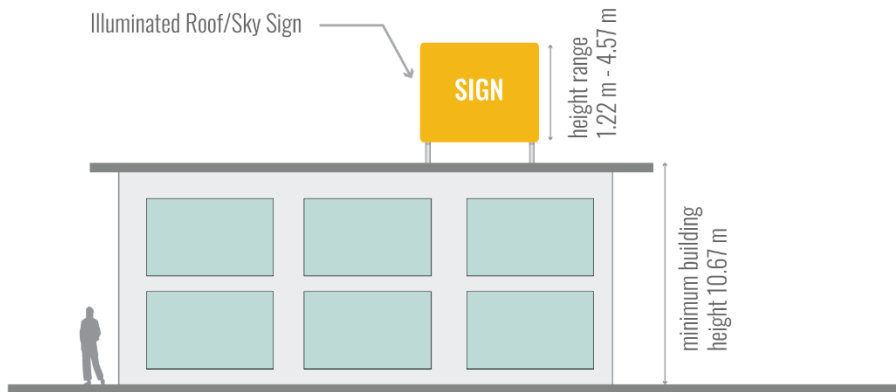 Illuminated Roof/Sky Sign
SIGN
height range
1.22 m - 4.57 m
minimum building
height 10.67 m